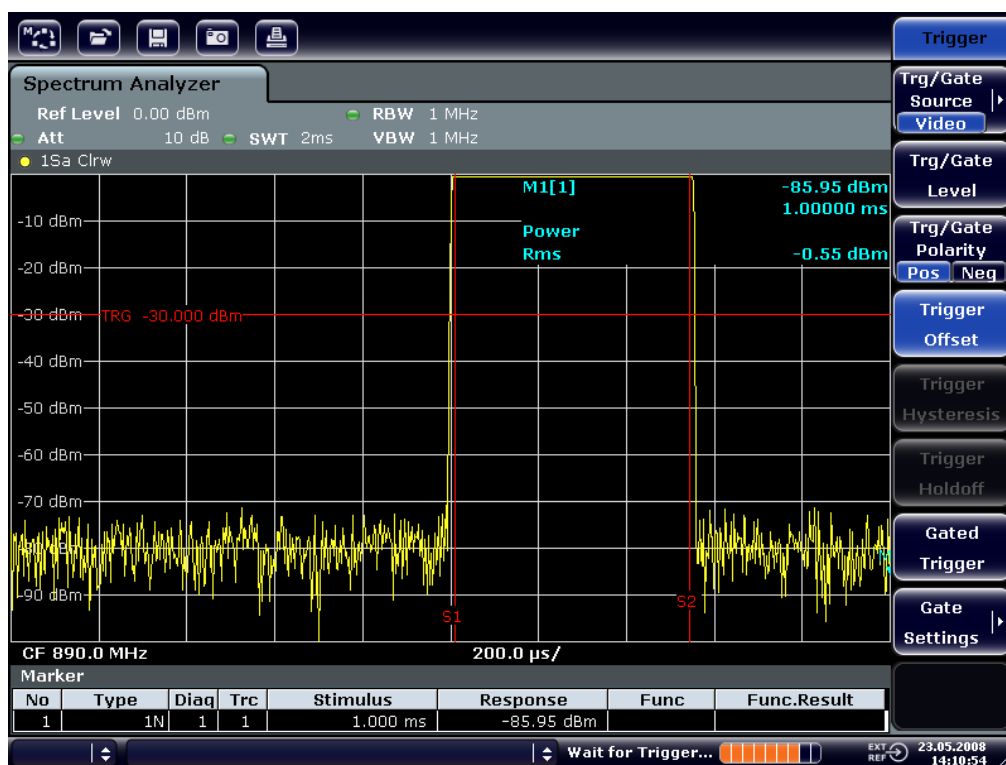 Trigger
Spectrum Analyzer
Ref Level 0.00 dBm RBW 1 MHz
Att 10 dB SWT 2ms VBW 1 MHz
1Sa Clrw
M1[1] -85.95 dBm
1.00000 ms
Power
Rms -0.55 dBm
-10 dBm
-20 dBm
-30 dBm TRG -30.000 dBm
-40 dBm
-50 dBm
-60 dBm
-70 dBm
-80 dBm
-90 dBm
S1
S2
CF 890.0 MHz 200.0 µs/
Marker
No Type Diag Trc Stimulus Response Func Func.Result
1 1N 1 1 1.000 ms -85.95 dBm
Trg/Gate
Source
Video
Trg/Gate
Level
Trg/Gate
Polarity
Pos Neg
Trigger
Offset
Trigger
Hysteresis
Trigger
Holdoff
Gated
Trigger
Gate
Settings
Wait for Trigger...
EXT
REF
23.05.2008
14:10:54